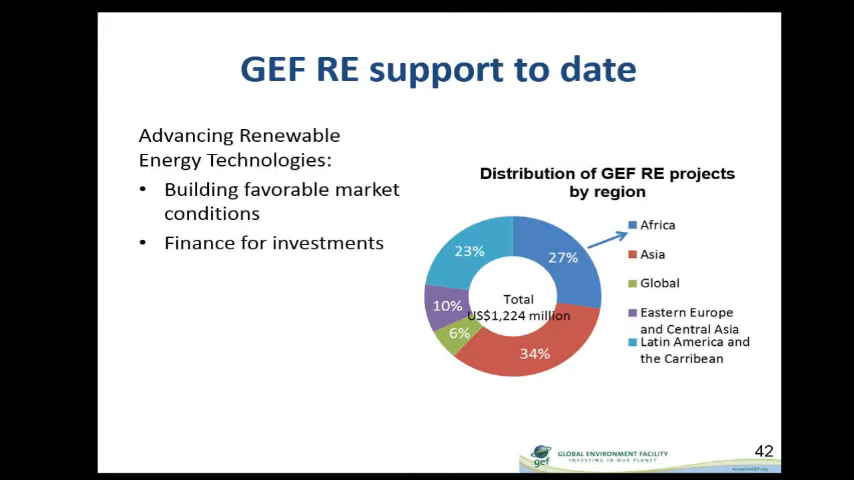 GEF RE support to date
Advancing Renewable
Energy Technologies:
• Building favorable market
conditions
• Finance for investments
Distribution of GEF RE projects
by region
23%
27%
10%
6%
34%
Total
US$1,224 million
Africa
Asia
Global
Eastern Europe
and Central Asia
Latin America and
the Carribean
gef
GLOBAL ENVIRONMENT FACILITY
INVESTING IN OUR PLANET
42